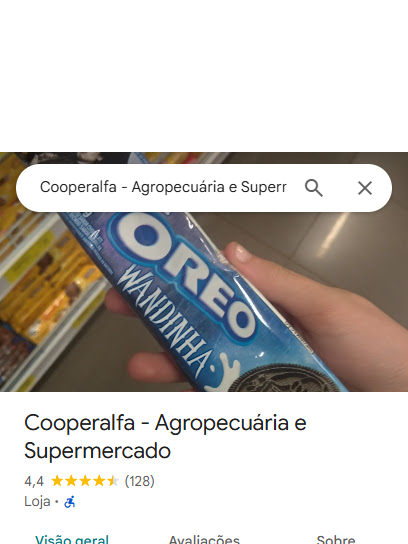 Cooperalfa - Agropecuária e Superr
OREO
WANDINHA
Cooperalfa - Agropecuária e
Supermercado
4,4 (128)
Loja ·
Visão geral Avaliações Sobre